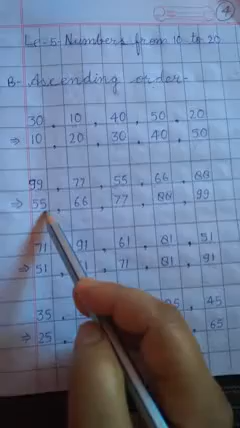 4
Le-5-Numbers from 10 to 20
B- Ascending order-
30, 10, 40, 50, 20
⇒ 10, 20, 30, 40, 50
99, 77, 55, 66, 88
⇒ 55, 66, 77, 88, 99
71, 91, 61, 81, 51
⇒ 51, 71, 81, 91
35, 45
⇒ 25, 65